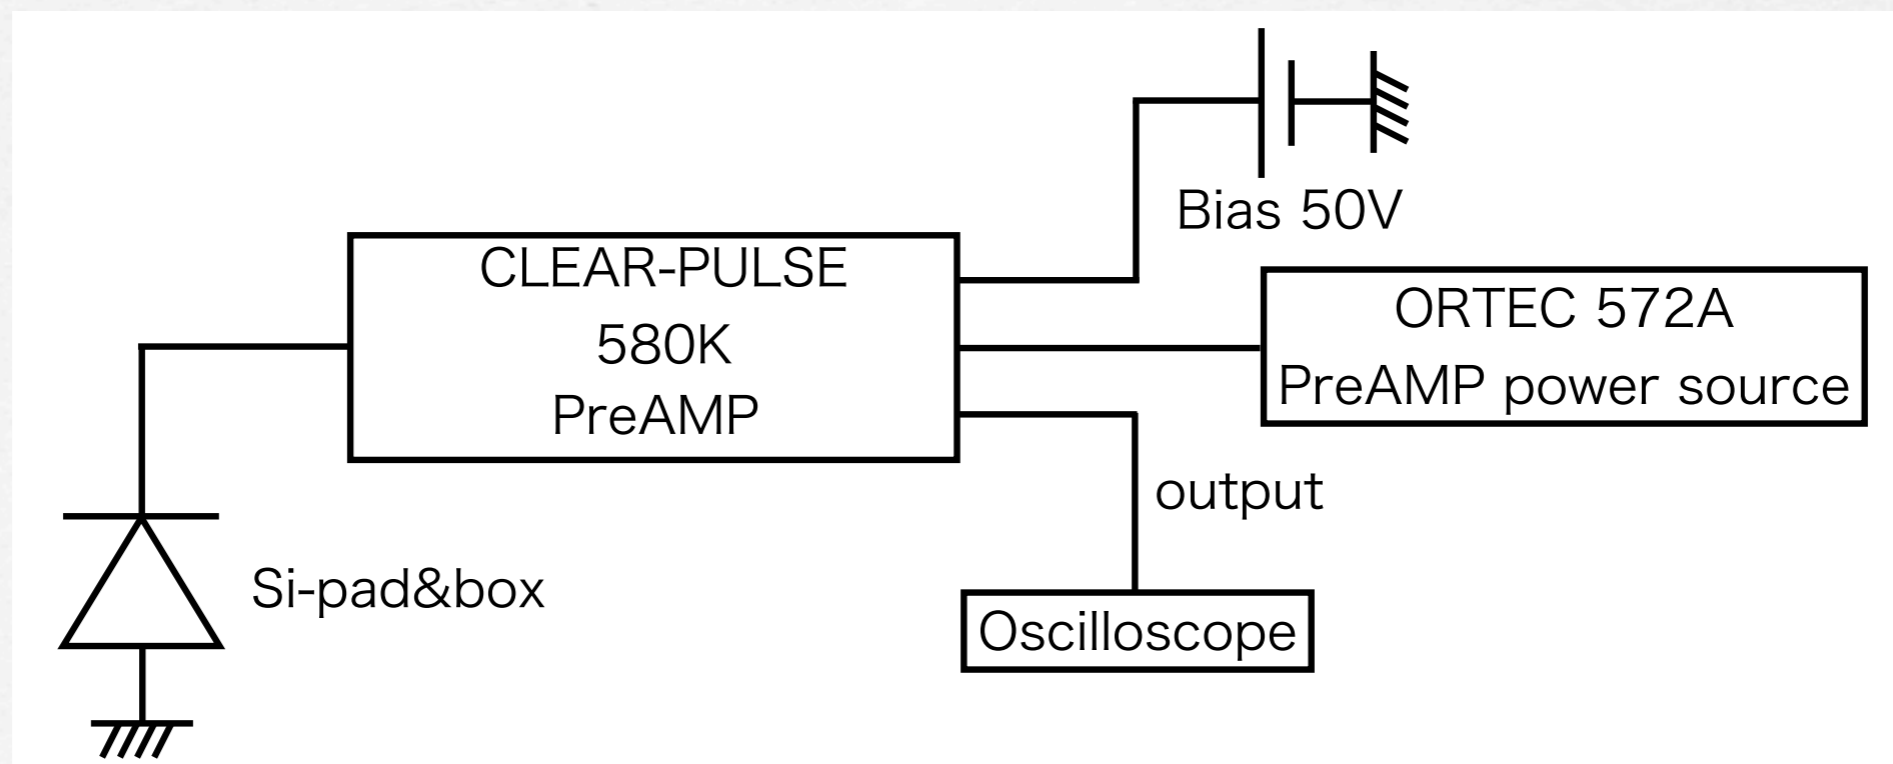 Bias 50V
CLEAR-PULSE
580K
PreAMP
ORTEC 572A
PreAMP power source
output
Si-pad&box
Oscilloscope